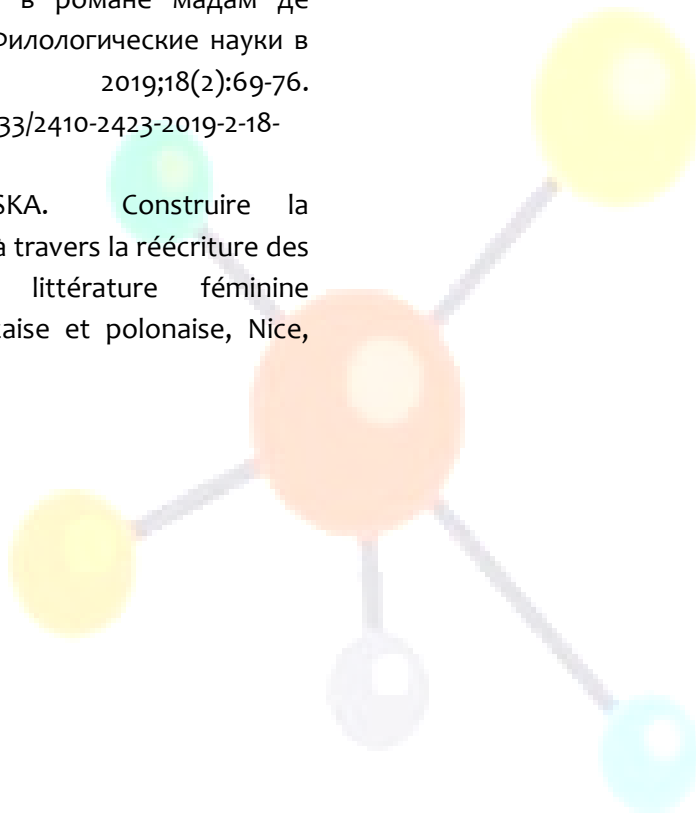 в романе мадам де
Филологические науки в
2019;18(2):69-76.
33/2410-2423-2019-2-18-
SKA. Construire la
à travers la réécriture des
littérature féminine
aise et polonaise, Nice,